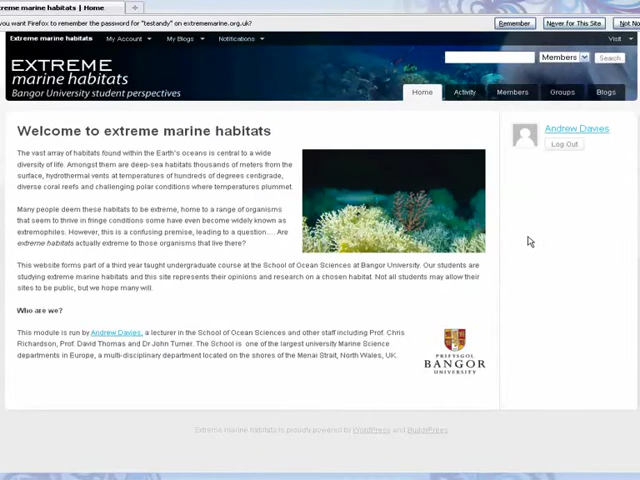 reme marine habitats | Home
ou want Firefox to remember the password for "testandy" on extrememarine.org.uk?
Remember
Never for This Site
Not No
Extreme marine habitats
My Account
My Blogs
Notifications
Visit
EXTREME
marine habitats
Bangor University student perspectives
Members
Search
Home
Activity
Members
Groups
Blogs
Welcome to extreme marine habitats
The vast array of habitats found within the Earth's oceans is central to a wide
diversity of life. Amongst them are deep-sea habitats thousands of meters from the
surface, hydrothermal vents at temperatures of hundreds of degrees centigrade,
diverse coral reefs and challenging polar conditions where temperatures plummet.
Many people deem these habitats to be extreme, home to a range of organisms
that seem to thrive in fringe conditions some have even become widely known as
extremophiles. However, this is a confusing premise, leading to a question.... Are
extreme habitats actually extreme to those organisms that live there?
This website forms part of a third year taught undergraduate course at the School of Ocean Sciences at Bangor University. Our students are
studying extreme marine habitats and this site represents their opinions and research on a chosen habitat. Not all students may allow their
sites to be public, but we hope many will.
Who are we?
This module is run by Andrew Davies, a lecturer in the School of Ocean Sciences and other staff including Prof. Chris
Richardson, Prof. David Thomas and Dr John Turner. The School is one of the largest university Marine Science
departments in Europe, a multi-disciplinary department located on the shores of the Menai Strait, North Wales, UK.
PRIFYSGOL
BANGOR
UNIVERSITY
Andrew Davies
Log Out
Extreme marine habitats is proudly powered by WordPress and BuddyPress